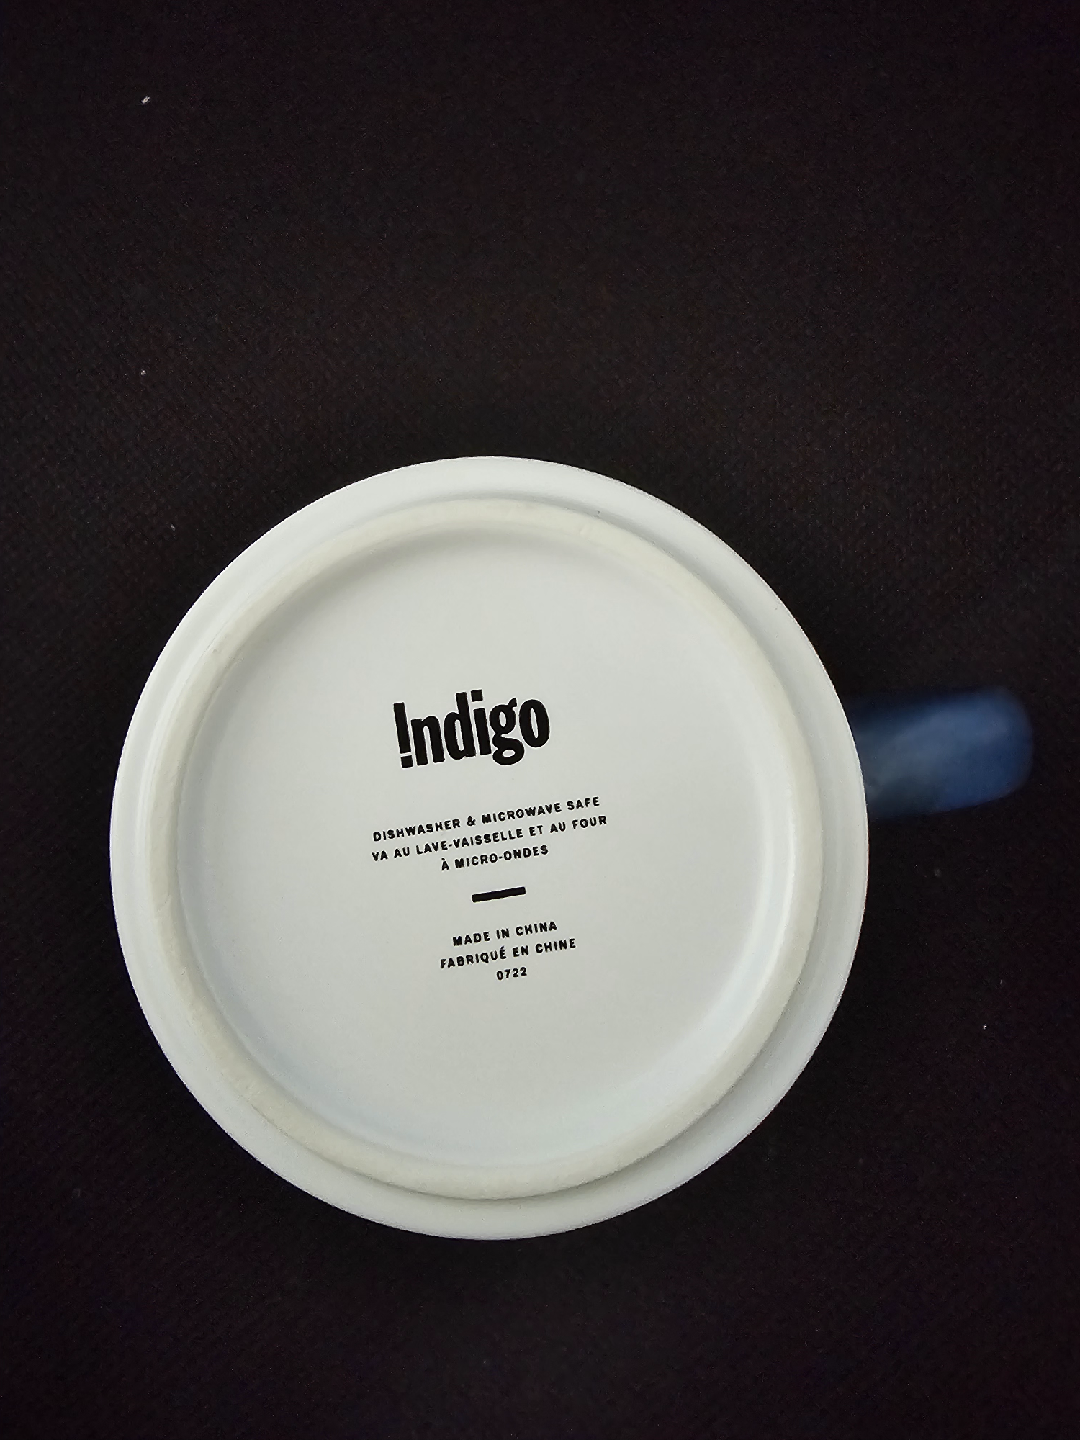 Indigo
DISHWASHER & MICROWAVE SAFE
VA AU LAVE-VAISSELLE ET AU FOUR
À MICRO-ONDES
MADE IN CHINA
FABRIQUÉ EN CHINE
0722